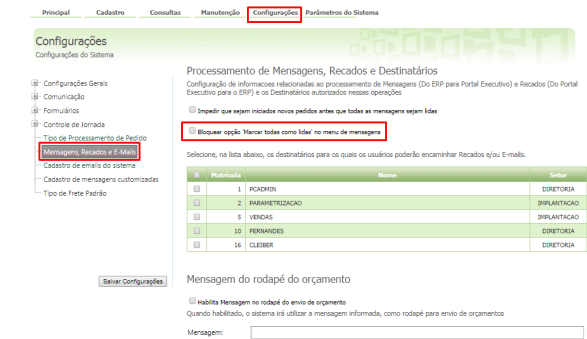 Principal Cadastro Consultas Manutenção Configurações Parâmetros do Sistema
Configurações
Configurações do Sistema
Configurações Gerais
Comunicação
Formulários
Controle de Jornada
Tipo de Processamento de Pedido
Mensagens, Recados e E-Mails
Cadastro de emails do sistema
Cadastro de mensagens customizadas
Tipo de Frete Padrão
Salvar Configurações
Processamento de Mensagens, Recados e Destinatários
Configuração de informacoes relacionadas ao processamento de Mensagens (Do ERP para Portal Executivo) e Recados (Do Portal
Executivo para o ERP) e os Destinatários autorizados nessas operações
Impedir que sejam iniciados novos pedidos antes que todas as mensagens sejam lidas
Bloquear opção 'Marcar todas como lidas' no menu de mensagens
Selecione, na lista abaixo, os destinatários para os quais os usuários poderão encaminhar Recados e/ou E-mails.
Matrícula Nome Setor
1 PCADMIN DIRETORIA
2 PARAMETRIZACAO IMPLANTACAO
5 VENDAS IMPLANTACAO
10 FERNANDES DIRETORIA
16 CLEIBER DIRETORIA
Mensagem do rodapé do orçamento
Habilita Mensagem no rodapé do envio de orçamento
Quando habilitado, o sistema irá utilizar a mensagem informada, como rodapé para envio de orçamentos
Mensagem: